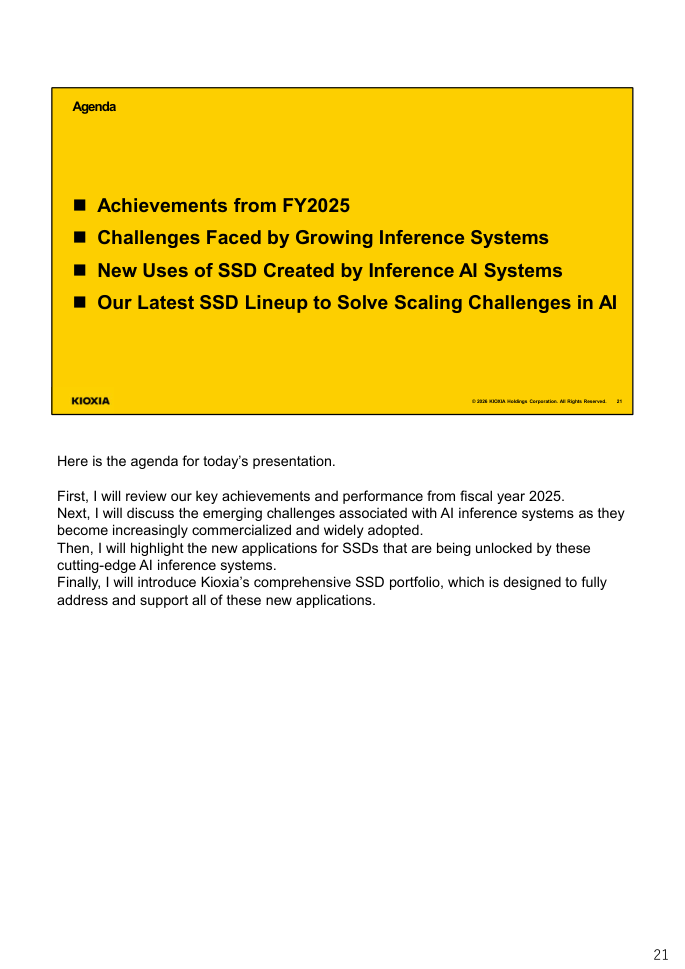 Agenda
■ Achievements from FY2025
■ Challenges Faced by Growing Inference Systems
■ New Uses of SSD Created by Inference AI Systems
■ Our Latest SSD Lineup to Solve Scaling Challenges in AI
KIOXIA
© 2026 KIOXIA Holdings Corporation. All Rights Reserved. 21
Here is the agenda for today’s presentation.
First, I will review our key achievements and performance from fiscal year 2025.
Next, I will discuss the emerging challenges associated with AI inference systems as they
become increasingly commercialized and widely adopted.
Then, I will highlight the new applications for SSDs that are being unlocked by these
cutting-edge AI inference systems.
Finally, I will introduce Kioxia’s comprehensive SSD portfolio, which is designed to fully
address and support all of these new applications.
21